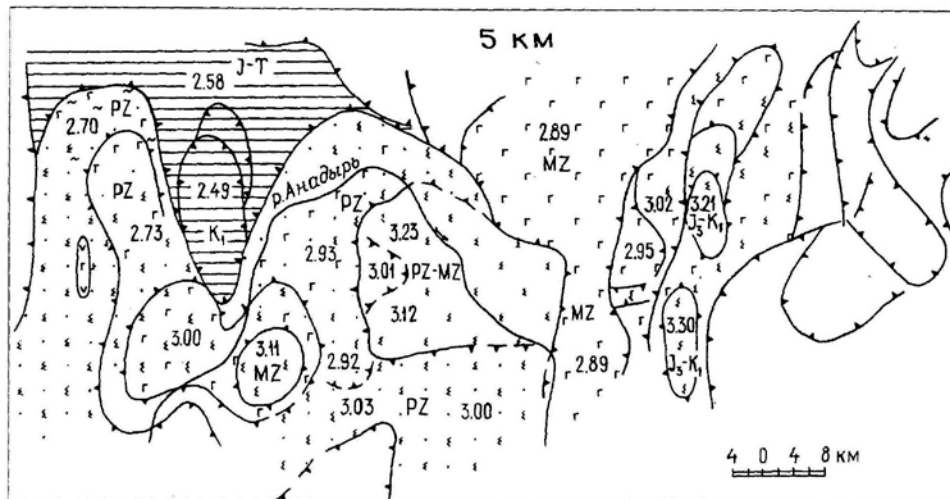 5 км
J-T
2.58
PZ
2.70
2.89
MZ
PZ
2.49
р.Анадырь
PZ
3.02
3.21
J₃-K₁
K₁
2.73
3.23
2.93
3.01
PZ-MZ
2.95
3.12
MZ
3.00
3.30
J₃-K₁
3.11
MZ
2.92
2.89
3.03
PZ
3.00
4 0 4 8 км